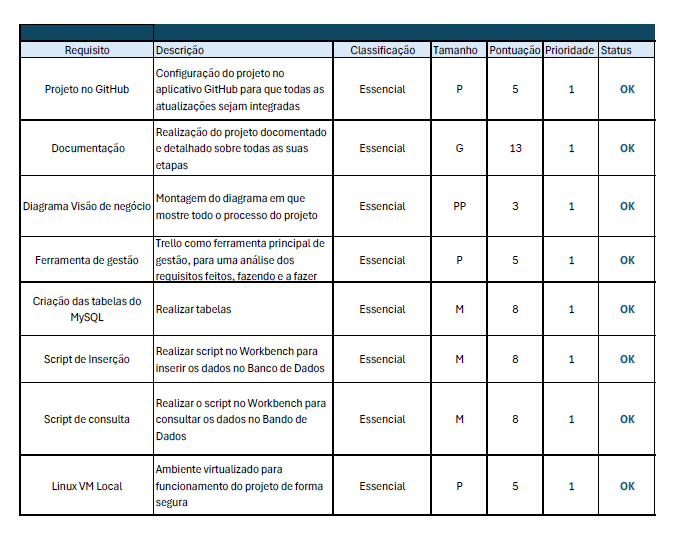 Requisito Descrição Classificação Tamanho Pontuação Prioridade Status
Configuração do projeto no
Projeto no GitHub aplicativo GitHub para que todas as Essencial P 5 1 OK
atualizações sejam integradas
Realização do projeto docomentado
Documentação e detalhado sobre todas as suas Essencial G 13 1 OK
etapas
Diagrama Visão de negócio Montagem do diagrama em que Essencial PP 3 1 OK
mostre todo o processo do projeto
Trello como ferramenta principal de
Ferramenta de gestão gestão, para uma análise dos Essencial P 5 1 OK
requisitos feitos, fazendo e a fazer
Criação das tabelas do
MySQL Realizar tabelas Essencial M 8 1 OK
Script de Inserção Realizar script no Workbench para Essencial M 8 1 OK
inserir os dados no Banco de Dados
Realizar o script no Workbench para
Script de consulta consultar os dados no Bando de Essencial M 8 1 OK
Dados
Ambiente virtualizado para
Linux VM Local funcionamento do projeto de forma Essencial P 5 1 OK
segura